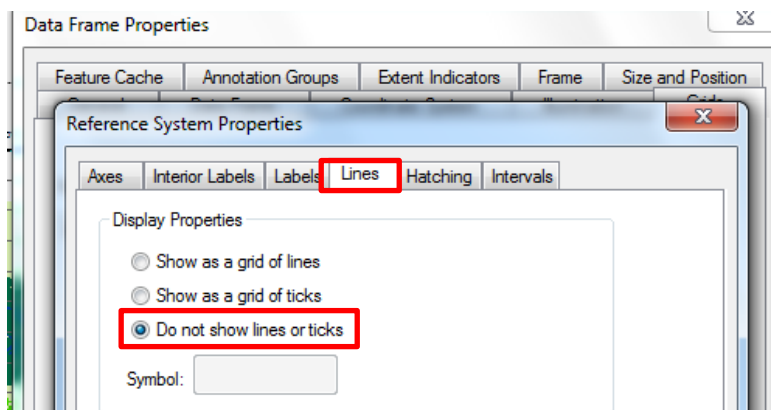 Data Frame Properties
Feature Cache Annotation Groups Extent Indicators Frame Size and Position
Grids
Reference System Properties
Axes Interior Labels Labels Lines Hatching Intervals
Display Properties
Show as a grid of lines
Show as a grid of ticks
Do not show lines or ticks
Symbol: